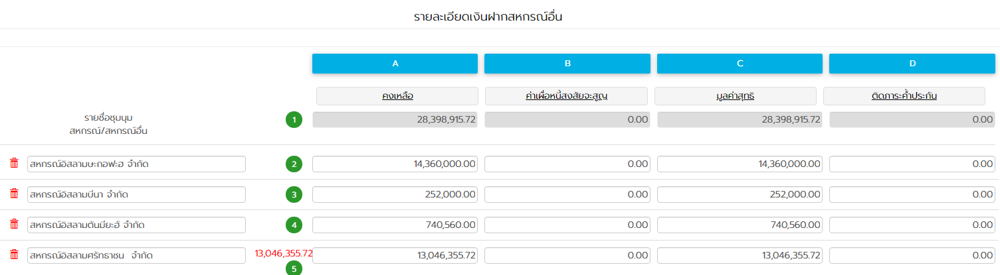 รายละเอียดเงินฝากสหกรณ์อื่น
A B C D
คงเหลือ ค่าเผื่อหนี้สงสัยจะสูญ มูลค่าสุทธิ ติดภาระค้ำประกัน
รายชื่อชุมนุม
สหกรณ์/สหกรณ์อื่น
1 28,398,915.72 0.00 28,398,915.72 0.00
สหกรณ์อิสลามษะกอฟะฮ จำกัด 2 14,360,000.00 0.00 14,360,000.00 0.00
สหกรณ์อิสลามบีนา จำกัด 3 252,000.00 0.00 252,000.00 0.00
สหกรณ์อิสลามตันมียะฮ์ จำกัด 4 740,560.00 0.00 740,560.00 0.00
สหกรณ์อิสลามศรัทธาชน จำกัด 13,046,355.72 13,046,355.72 0.00 13,046,355.72 0.00
5